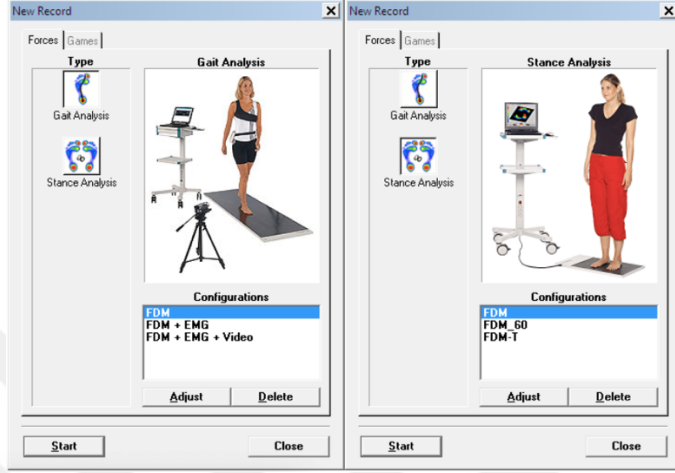 New Record
Forces Games
Type
Gait Analysis
Stance Analysis
Gait Analysis
Configurations
FDM
FDM + EMG
FDM + EMG + Video
Adjust Delete
Start Close
New Record
Forces Games
Type
Gait Analysis
Stance Analysis
Stance Analysis
Configurations
FDM
FDM_60
FDM-T
Adjust Delete
Start Close